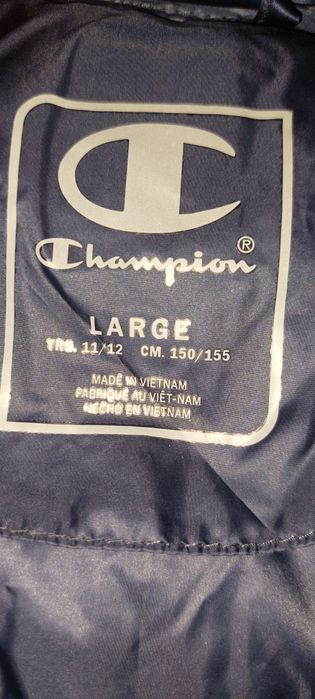 Champion®
LARGE
YRS. 11/12 CM. 150/155
MADE IN VIETNAM
FABRIQUÉ AU VIÊT-NAM
HECHO EN VIETNAM